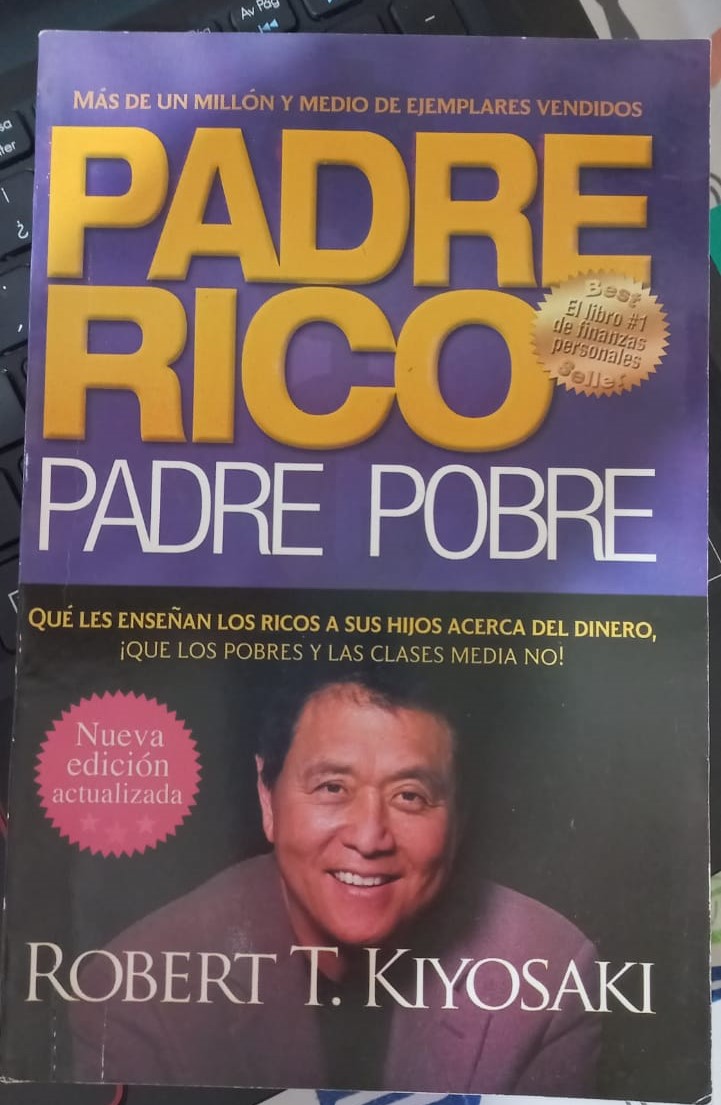 Av Pág
MÁS DE UN MILLÓN Y MEDIO DE EJEMPLARES VENDIDOS
PADRE
RICO
Best
El libro #1
de finanzas
personales
Seller
PADRE POBRE
QUÉ LES ENSEÑAN LOS RICOS A SUS HIJOS ACERCA DEL DINERO,
¡QUE LOS POBRES Y LAS CLASES MEDIA NO!
Nueva
edición
actualizada
ROBERT T. KIYOSAKI